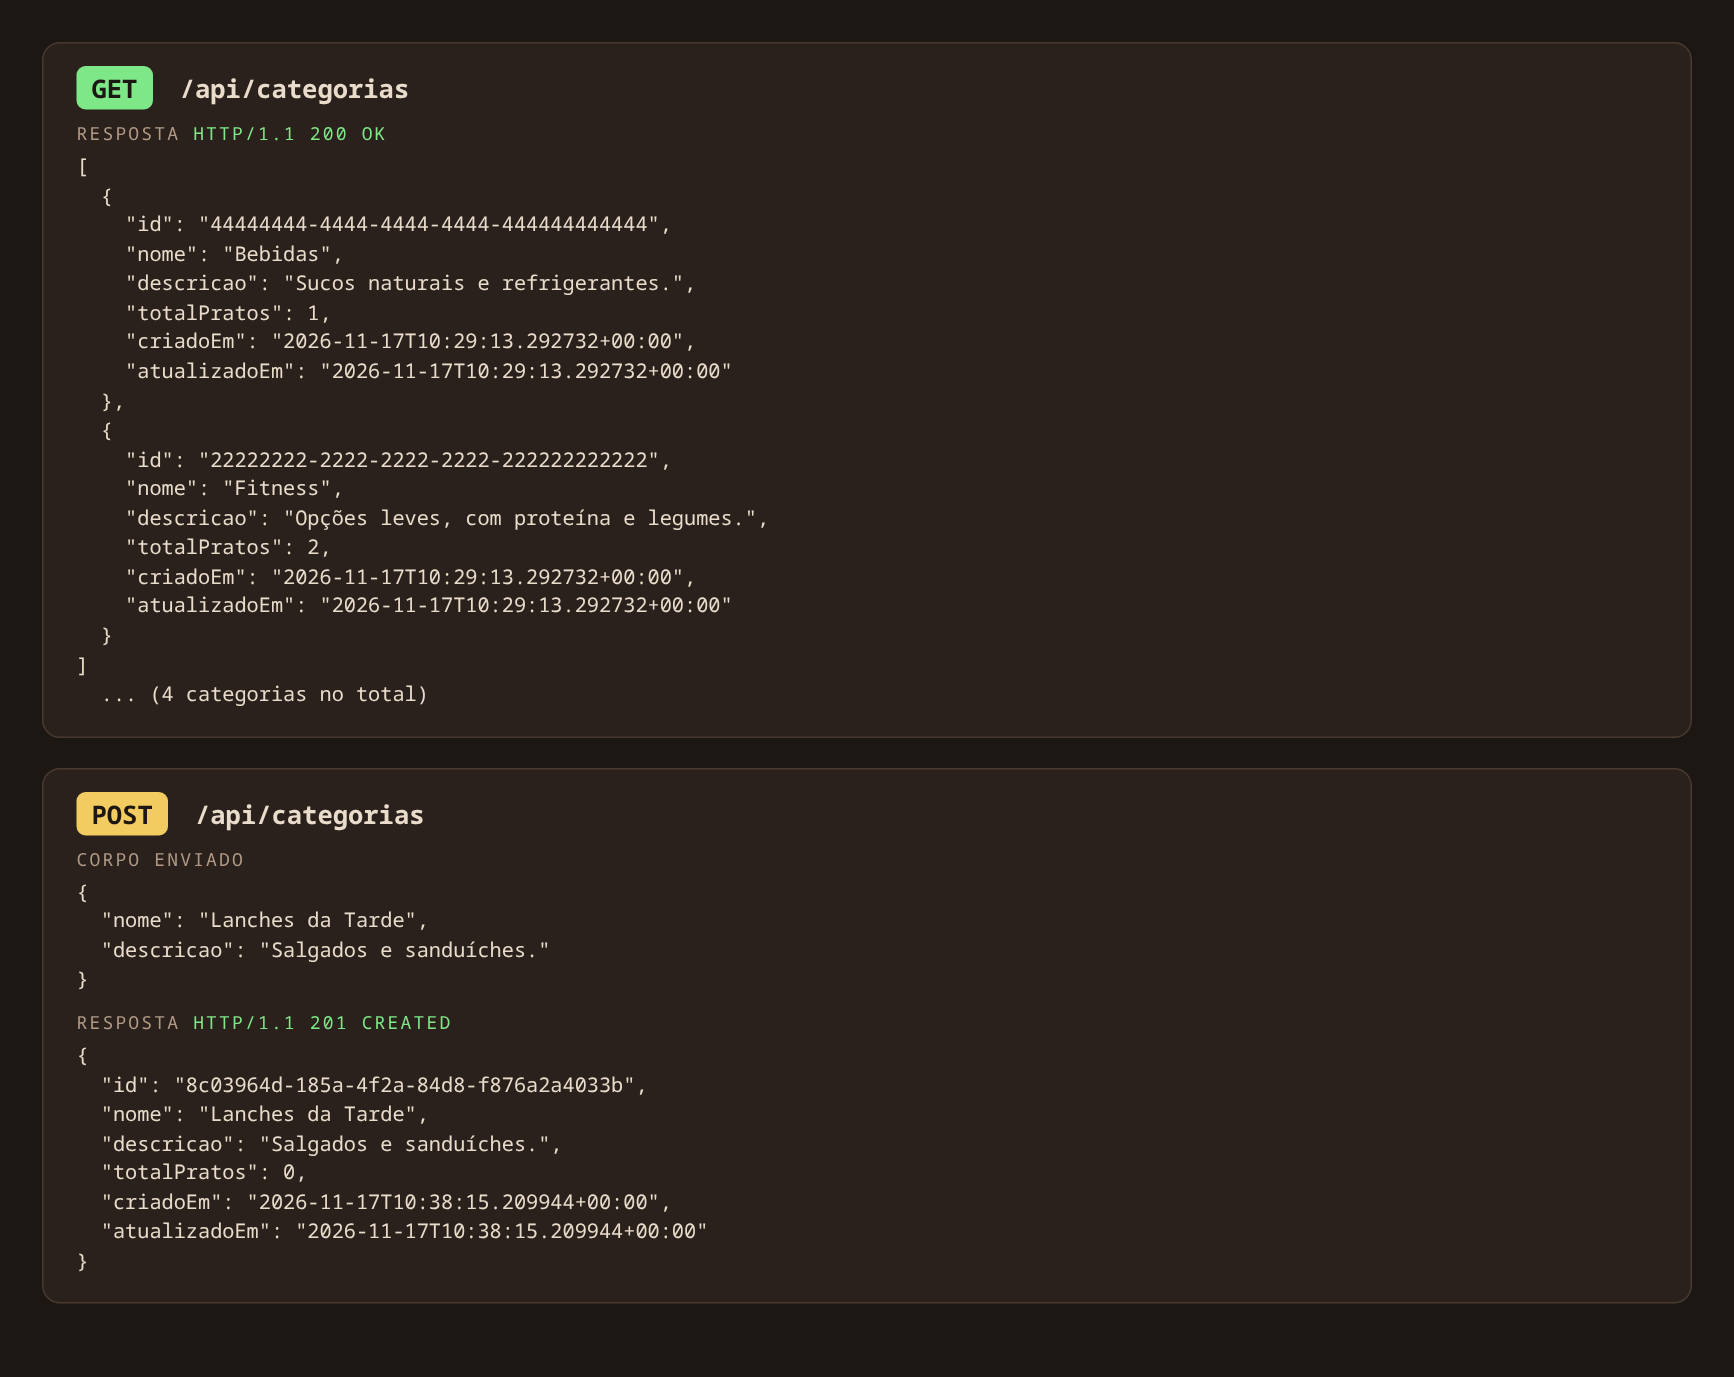 GET /api/categorias
RESPOSTA HTTP/1.1 200 OK
[
  {
    "id": "44444444-4444-4444-4444-444444444444",
    "nome": "Bebidas",
    "descricao": "Sucos naturais e refrigerantes.",
    "totalPratos": 1,
    "criadoEm": "2026-11-17T10:29:13.292732+00:00",
    "atualizadoEm": "2026-11-17T10:29:13.292732+00:00"
  },
  {
    "id": "22222222-2222-2222-2222-222222222222",
    "nome": "Fitness",
    "descricao": "Opções leves, com proteína e legumes.",
    "totalPratos": 2,
    "criadoEm": "2026-11-17T10:29:13.292732+00:00",
    "atualizadoEm": "2026-11-17T10:29:13.292732+00:00"
  }
]
  ... (4 categorias no total)
POST /api/categorias
CORPO ENVIADO
{
  "nome": "Lanches da Tarde",
  "descricao": "Salgados e sanduíches."
}
RESPOSTA HTTP/1.1 201 CREATED
{
  "id": "8c03964d-185a-4f2a-84d8-f876a2a4033b",
  "nome": "Lanches da Tarde",
  "descricao": "Salgados e sanduíches.",
  "totalPratos": 0,
  "criadoEm": "2026-11-17T10:38:15.209944+00:00",
  "atualizadoEm": "2026-11-17T10:38:15.209944+00:00"
}